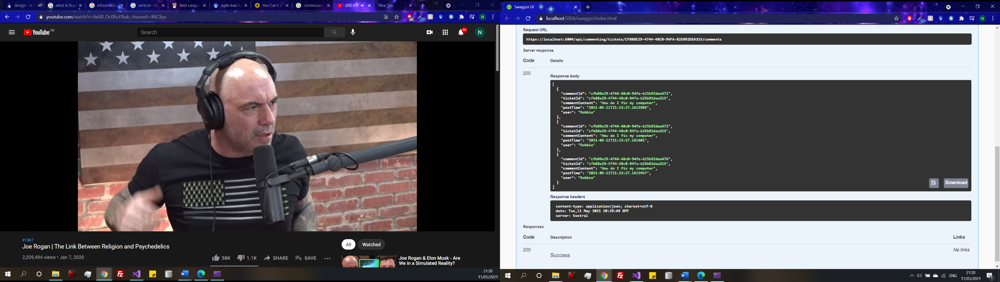 design - Is
what is flue
infrastructu
vertical - Go
Best Langua
agile bad fo
You Can't B
continuous
(20) Jo
New Tab
youtube.com/watch?v=fwV8_Oc0EuY&ab_channel=JREClips
19
N
YouTube GB
Search
9+
N
#1407
Joe Rogan | The Link Between Religion and Psychedelics
2,209,494 views • Jan 7, 2020
58K
1.1K
SHARE
SAVE
All
Watched
Joe Rogan & Elon Musk - Are
We in a Simulated Reality?
21:30
11/05/2021
Swagger UI
localhost:5004/swagger/index.html
N
Request URL
https://localhost:5004/api/commenting/tickets/CFB88E29-4744-48C0-94FA-B25B92DEA315/comments
Server response
Code Details
200
Response body
[
{
"commentId": "cfb88e29-4744-48c0-94fa-b25b92dea471",
"ticketId": "cfb88e29-4744-48c0-94fa-b25b92dea315",
"commentContent": "How do I fix my computer",
"postTime": "2021-05-11T21:23:27.1615985",
"user": "Robbie"
},
{
"commentId": "cfb88e29-4744-48c0-94fa-b25b92dea472",
"ticketId": "cfb88e29-4744-48c0-94fa-b25b92dea315",
"commentContent": "How do I fix my computer",
"postTime": "2021-05-11T21:23:27.161601",
"user": "Robbie"
},
{
"commentId": "cfb88e29-4744-48c0-94fa-b25b92dea476",
"ticketId": "cfb88e29-4744-48c0-94fa-b25b92dea315",
"commentContent": "How do I fix my computer",
"postTime": "2021-05-11T21:23:27.1615947",
"user": "Robbie"
}
]
Download
Response headers
content-type: application/json; charset=utf-8
date: Tue,11 May 2021 20:29:49 GMT
server: Kestrel
Responses
Code Description Links
200 No links
Success
ENG
21:30
11/05/2021